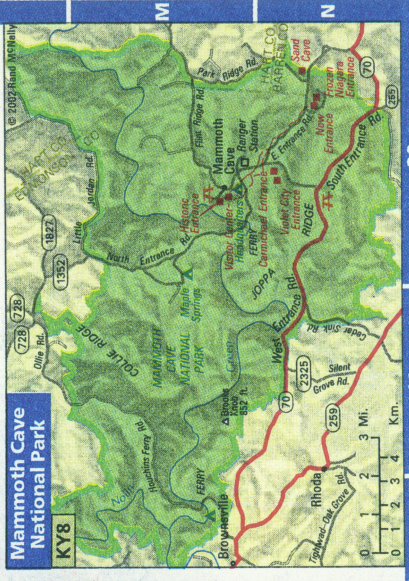 Mammoth Cave
National Park
KY8
© 2002 Rand McNally
M
N
HART CO.
EDMONSON CO.
HART CO.
BARREN CO.
728
728
Ollie Rd.
1352
1827
Little
Jordan Rd.
COLLIE RIDGE
North Entrance Rd.
Maple
Springs
MAMMOTH
CAVE
NATIONAL
PARK
Nolin
Houchins Ferry Rd.
FERRY
Green
Brooks
Knob
852 ft.
Brownsville
Flint Ridge Rd.
Park Ridge Rd.
Mammoth
Cave
Ranger
Station
Historic
Entrance
Visitor Center
Headquarters
Carmichael Entrance
Violet City
Entrance
FERRY
JOPPA
RIDGE
E. Entrance Rd.
Sand
Cave
Frozen
Niagara
Entrance
New
Entrance
South Entrance Rd.
70
255
West Entrance Rd.
Cedar Sink Rd.
70
2325
Silent
Grove Rd.
259
Rhoda
Tightwad-Oak Grove Rd.
0 1 2 3 Mi.
0 1 2 3 4 Km.